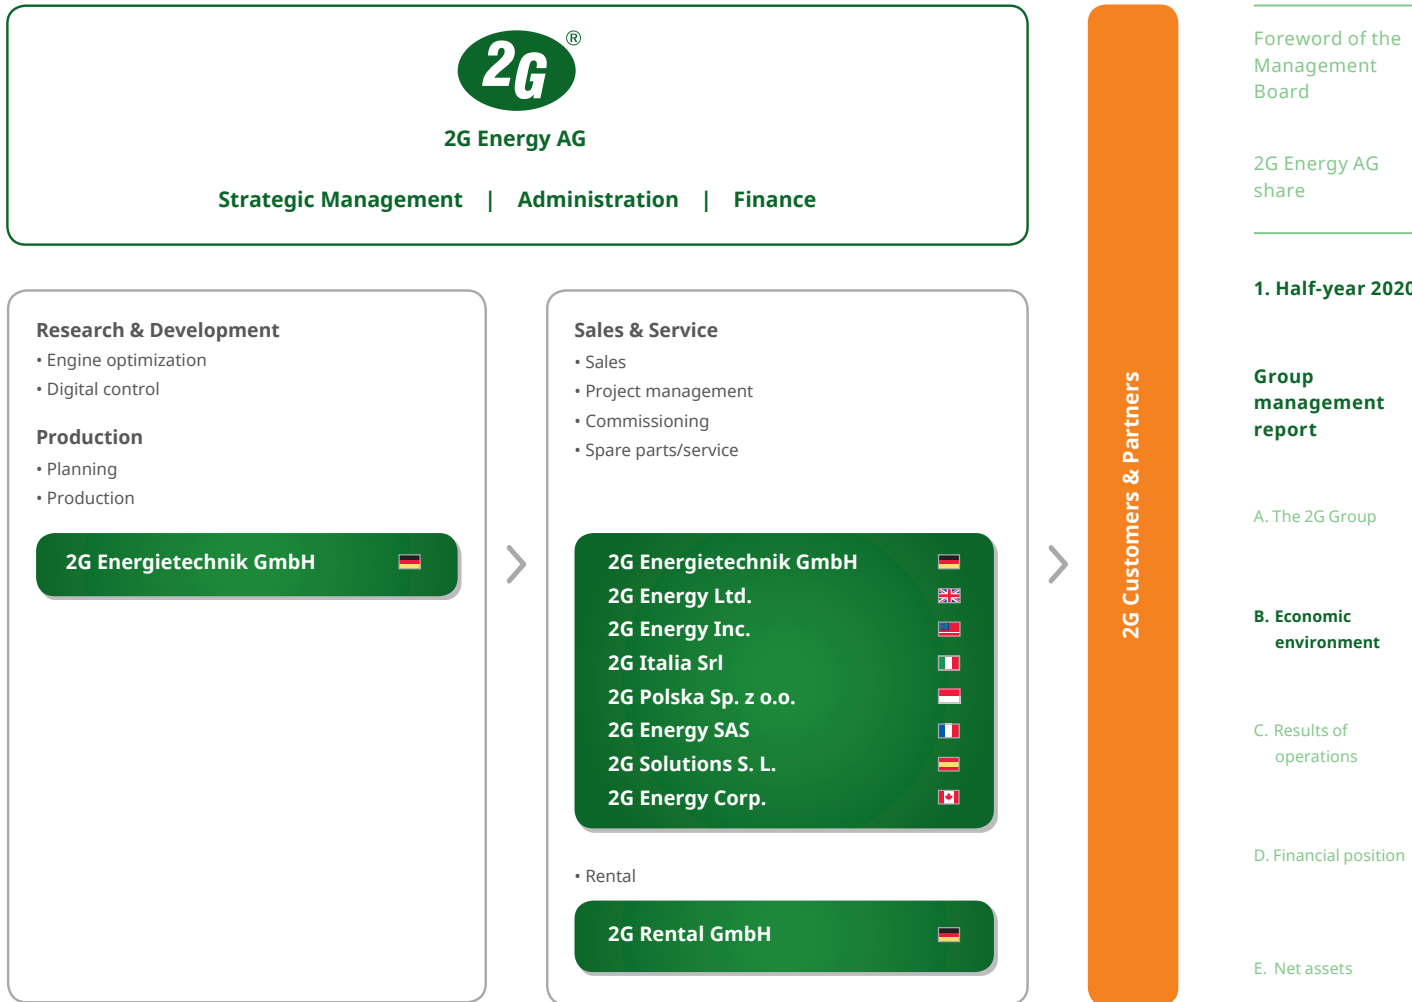 2G®
2G Energy AG
Strategic Management | Administration | Finance
Research & Development
• Engine optimization
• Digital control
Production
• Planning
• Production
2G Energietechnik GmbH
Sales & Service
• Sales
• Project management
• Commissioning
• Spare parts/service
2G Energietechnik GmbH
2G Energy Ltd.
2G Energy Inc.
2G Italia Srl
2G Polska Sp. z o.o.
2G Energy SAS
2G Solutions S. L.
2G Energy Corp.
• Rental
2G Rental GmbH
2G Customers & Partners
Foreword of the
Management
Board
2G Energy AG
share
1. Half-year 2020
Group
management
report
A. The 2G Group
B. Economic
environment
C. Results of
operations
D. Financial position
E. Net assets